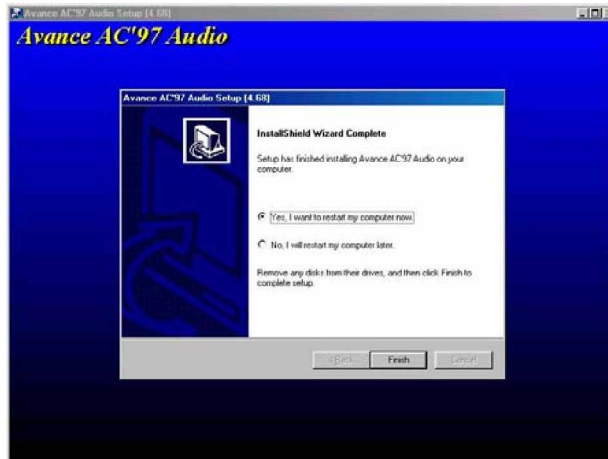 Avance AC'97 Audio Setup [4.68]
Avance AC'97 Audio
Avance AC'97 Audio Setup [4.68]
InstallShield Wizard Complete
Setup has finished installing Avance AC'97 Audio on your
computer.
Yes, I want to restart my computer now.
No, I will restart my computer later.
Remove any disks from their drives, and then click Finish to
complete setup.
< Back
Finish
Cancel